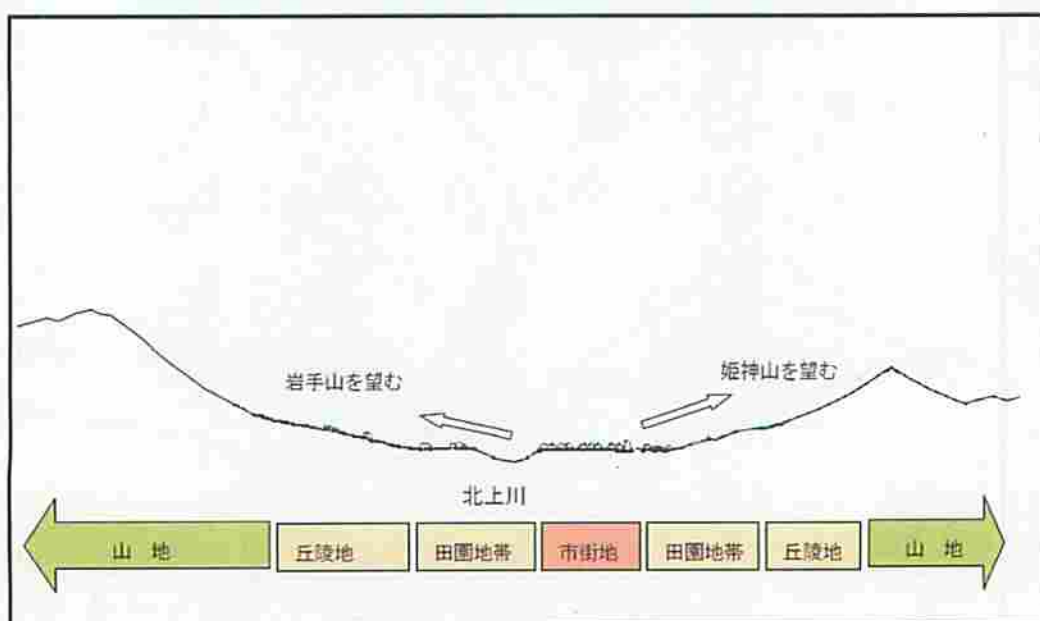 岩手山を望む
姫神山を望む
北上川
山 地
丘陵地
田園地帯
市街地
田園地帯
丘陵地
山 地